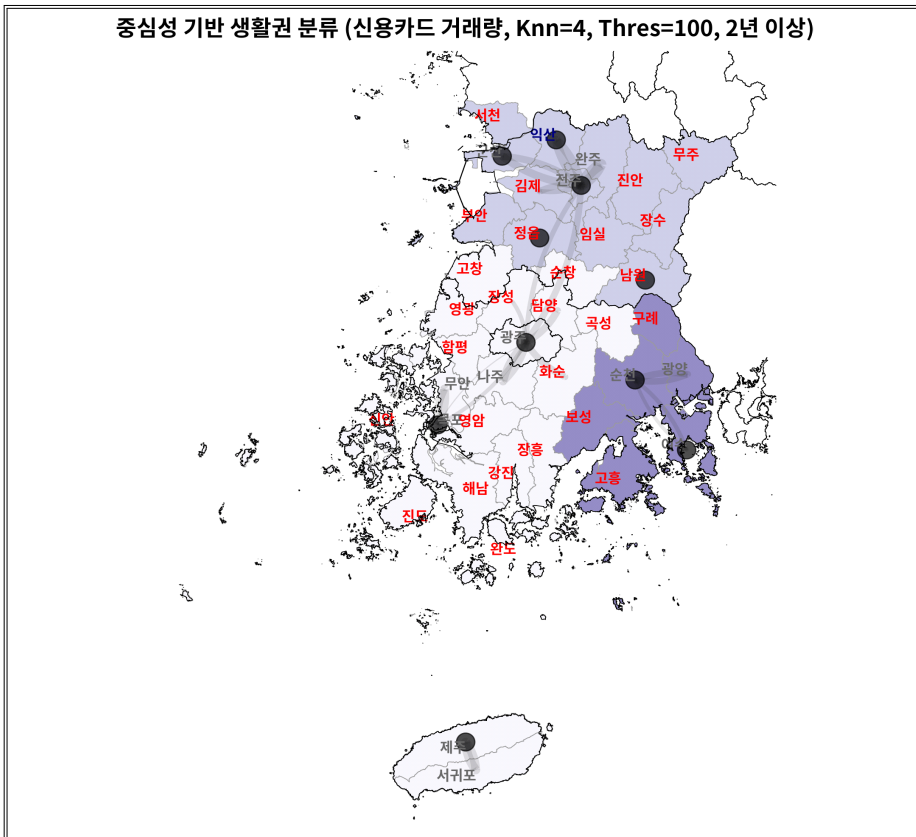 중심성 기반 생활권 분류 (신용카드 거래량, Knn=4, Thres=100, 2년 이상)
서천
익산
완주
무주
전주
김제
진안
부안
장수
정읍
임실
고창
순창
남원
장성
영광
담양
곡성
구례
광주
함평
화순
순천
광양
나주
무안
보성
영암
장흥
강진
고흥
해남
진도
완도
제주
서귀포